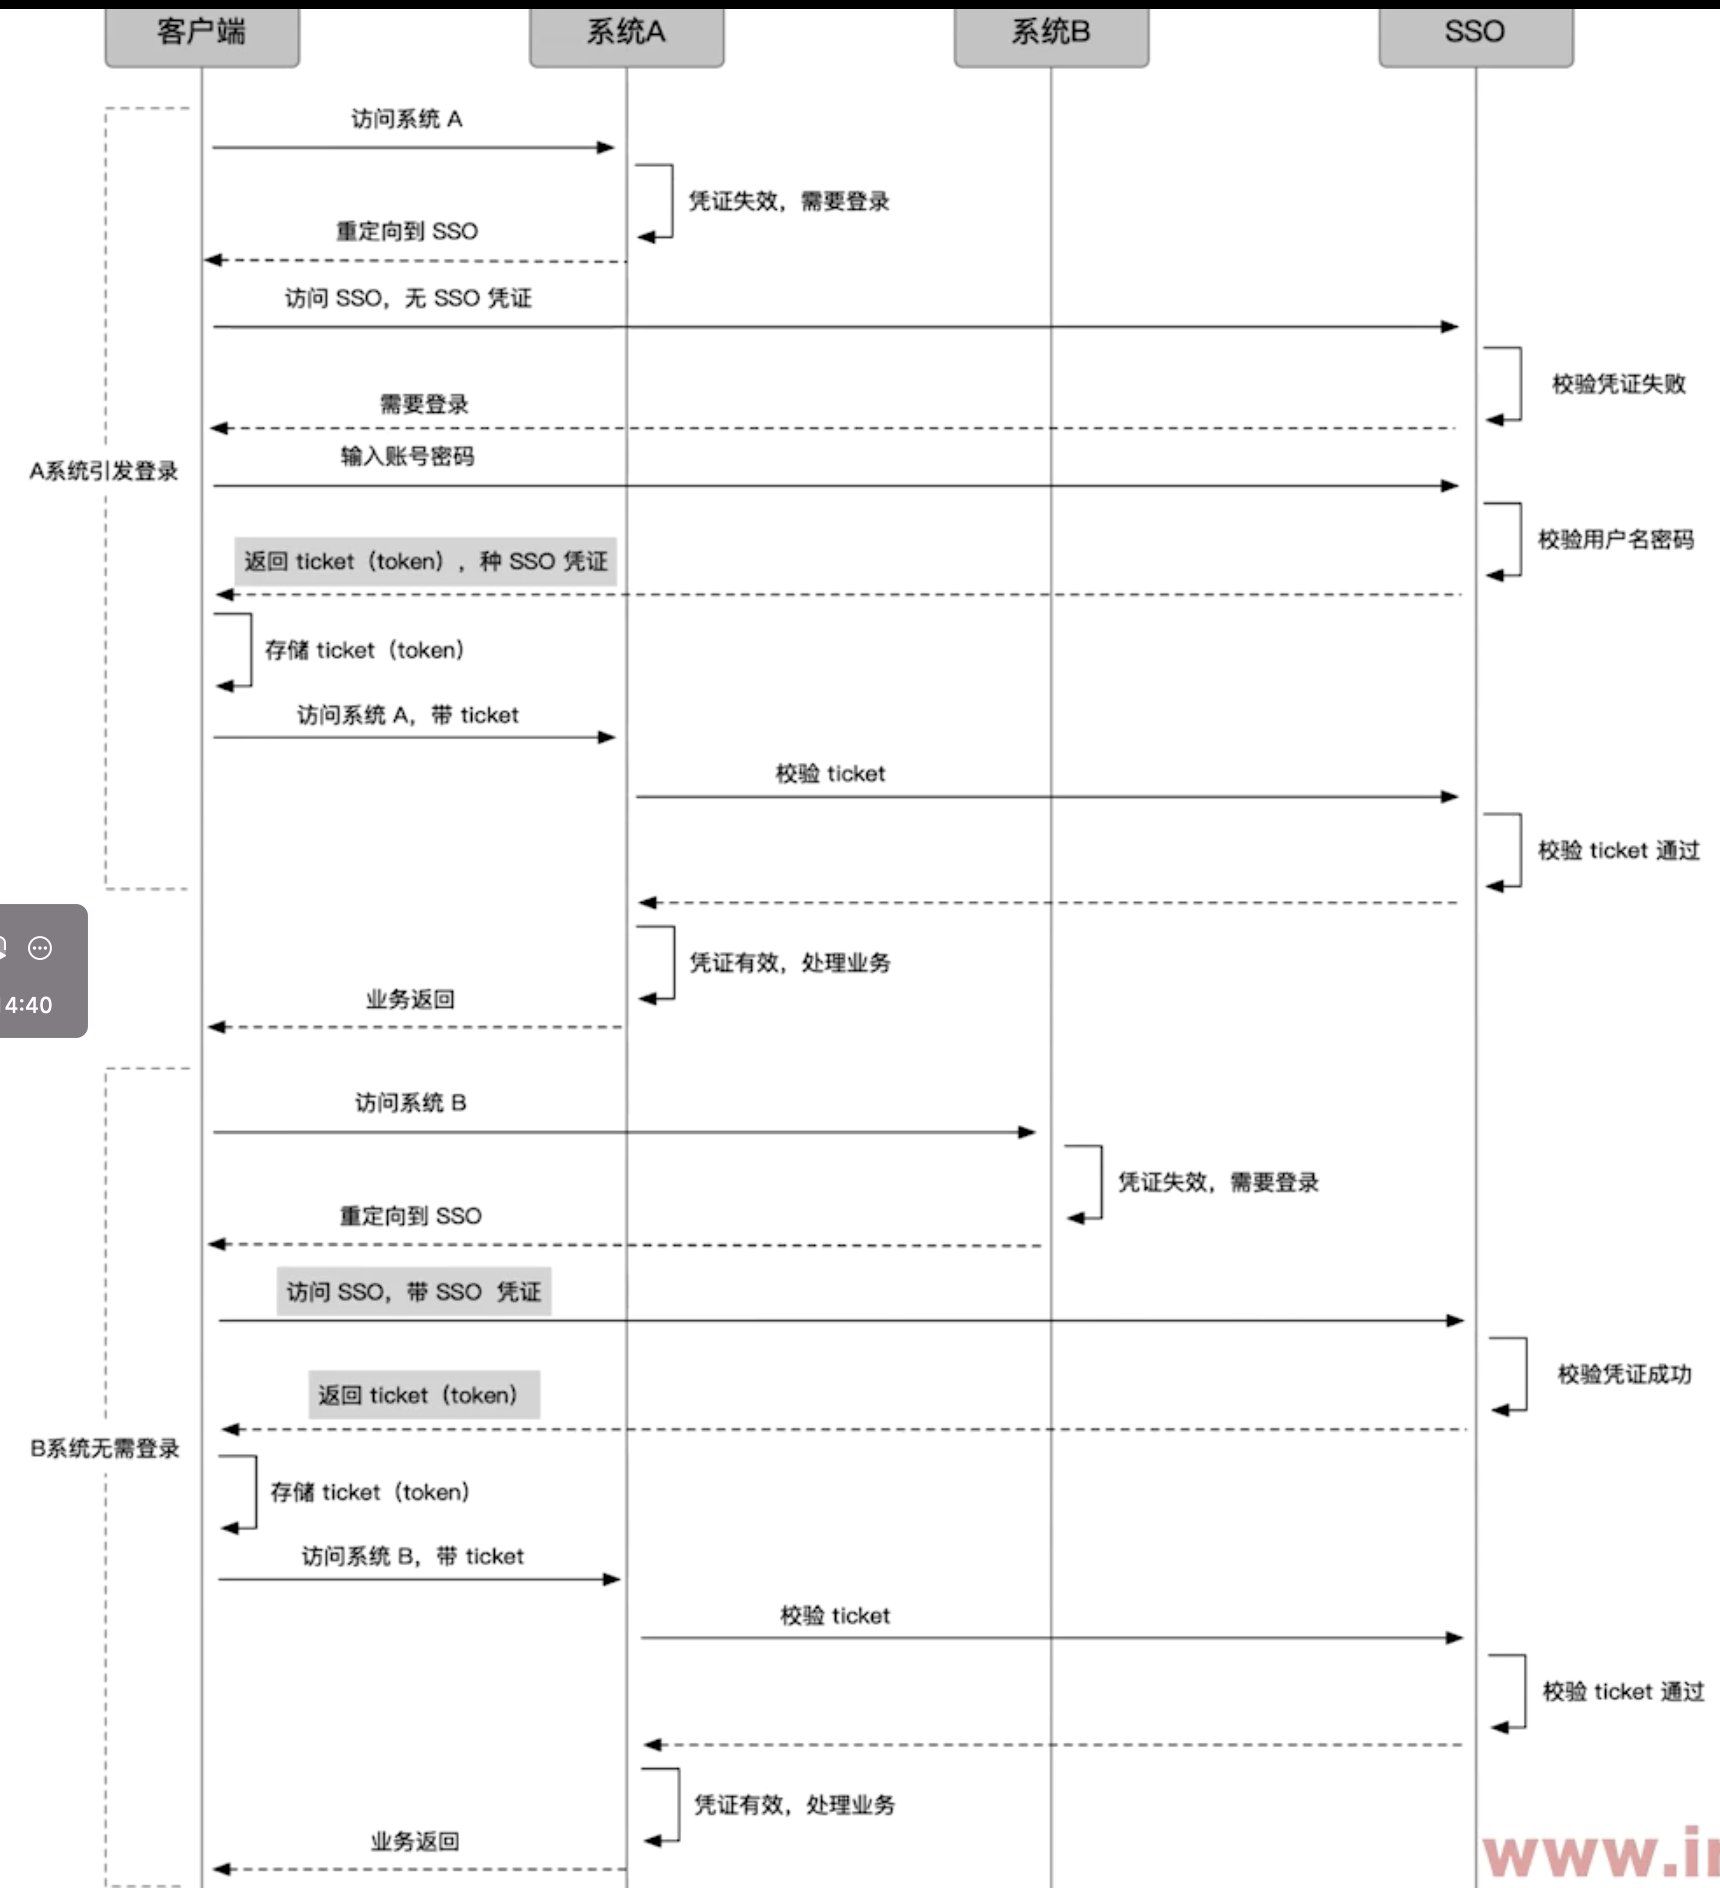 客户端
系统A
系统B
SSO
访问系统 A
凭证失效，需要登录
重定向到 SSO
访问 SSO，无 SSO 凭证
校验凭证失败
需要登录
A系统引发登录
输入账号密码
校验用户名密码
返回 ticket（token），种 SSO 凭证
存储 ticket（token）
访问系统 A，带 ticket
校验 ticket
校验 ticket 通过
凭证有效，处理业务
业务返回
4:40
访问系统 B
凭证失效，需要登录
重定向到 SSO
访问 SSO，带 SSO 凭证
校验凭证成功
返回 ticket（token）
B系统无需登录
存储 ticket（token）
访问系统 B，带 ticket
校验 ticket
校验 ticket 通过
凭证有效，处理业务
业务返回
www.i